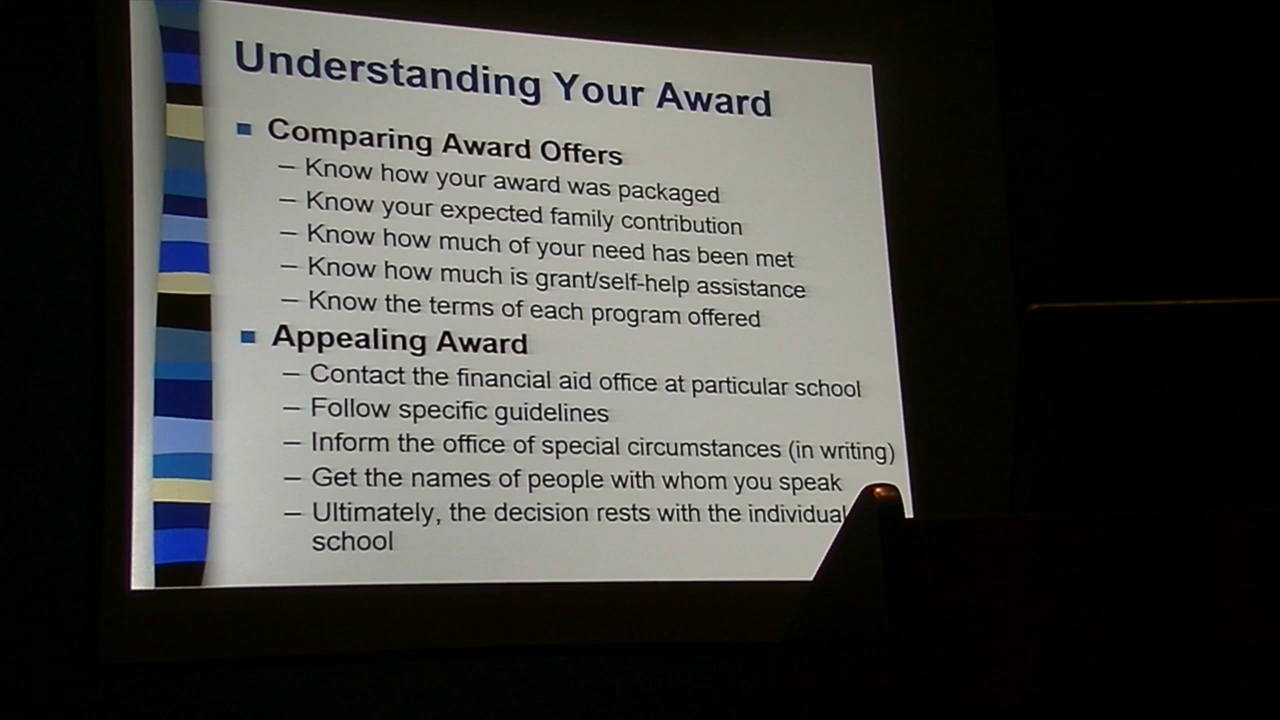 Understanding Your Award
Comparing Award Offers
– Know how your award was packaged
– Know your expected family contribution
– Know how much of your need has been met
– Know how much is grant/self-help assistance
– Know the terms of each program offered
Appealing Award
– Contact the financial aid office at particular school
– Follow specific guidelines
– Inform the office of special circumstances (in writing)
– Get the names of people with whom you speak
– Ultimately, the decision rests with the individual
school